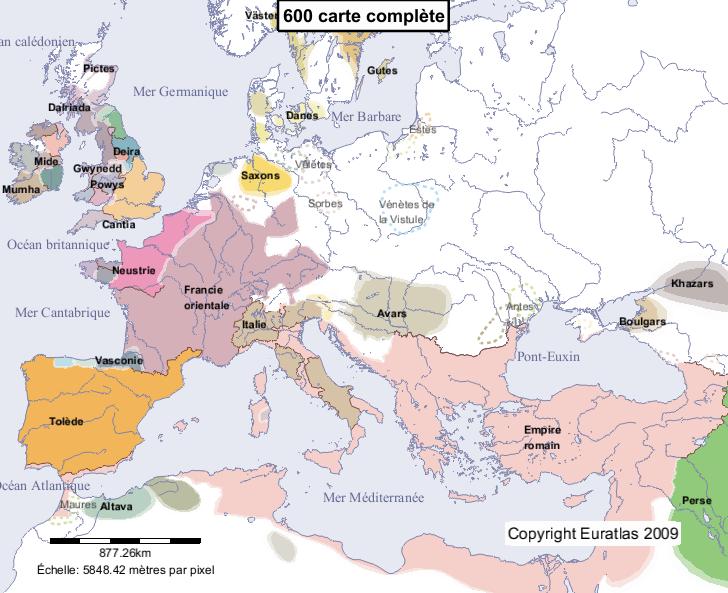 600 carte complète
Väster
an calédonien
Pictes
Gutes
Mer Germanique
Dalriada
Danes
Mer Barbare
Estes
Deira
Mide
Gwynedd
Vélètes
Saxons
Powys
Mumha
Sorbes
Vénètes de
la Vistule
Cantia
Océan britannique
Neustrie
Khazars
Francie
orientale
Mer Cantabrique
Antes
Avars
Italie
Boulgars
Pont-Euxin
Vasconie
Tolède
Empire
romain
Océan Atlantique
Mer Méditerranée
Perse
Maures
Altava
Copyright Euratlas 2009
877.26km
Échelle: 5848.42 mètres par pixel